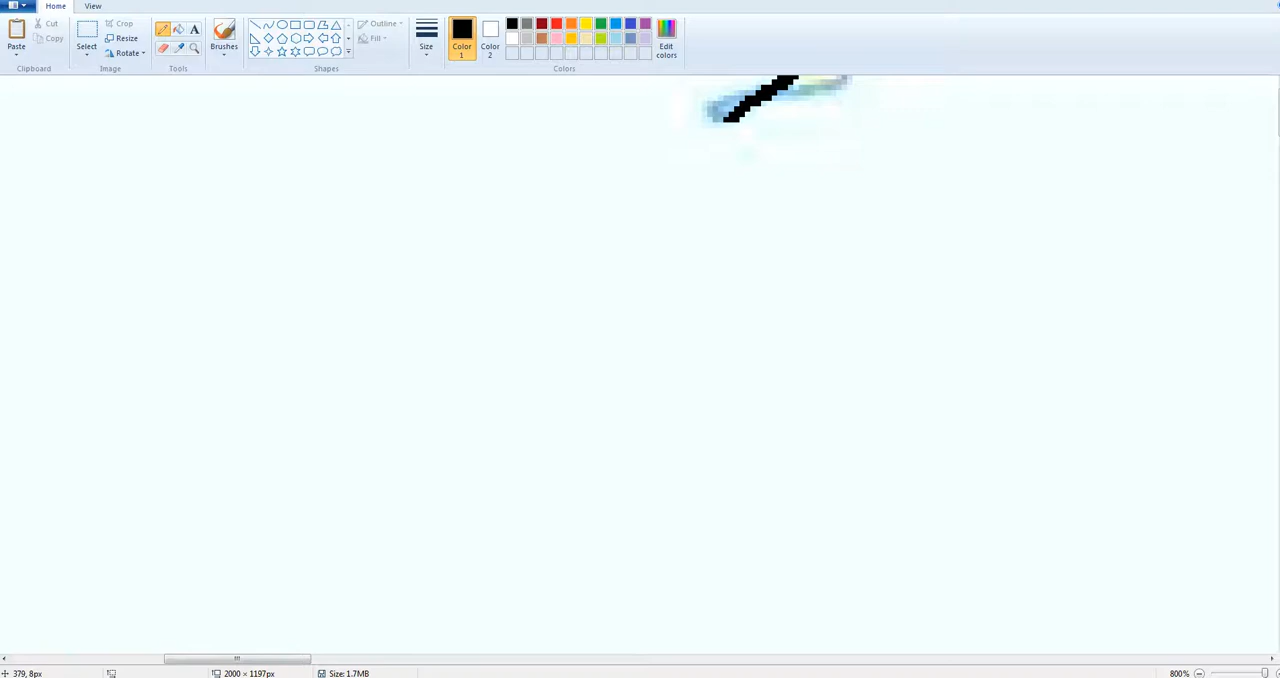 Home View
Paste Cut Copy Clipboard
Select Crop Resize Rotate Image
A Tools
Brushes
Shapes Outline Fill
Size
Color 1 Color 2 Edit colors Colors
379, 8px 2000 × 1197px Size: 1.7MB 800%